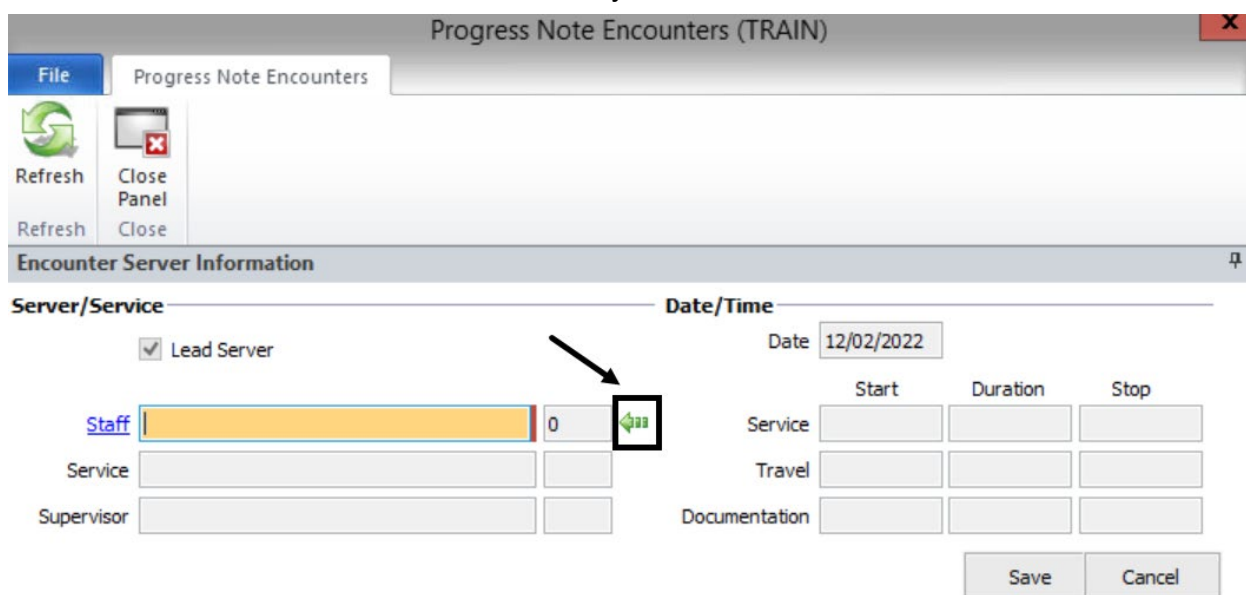 Progress Note Encounters (TRAIN)
X
File Progress Note Encounters
Refresh Close Panel
Refresh Close
Encounter Server Information
Server/Service Date/Time
Lead Server Date 12/02/2022
Start Duration Stop
Staff 0 Service
Service Travel
Supervisor Documentation
Save Cancel